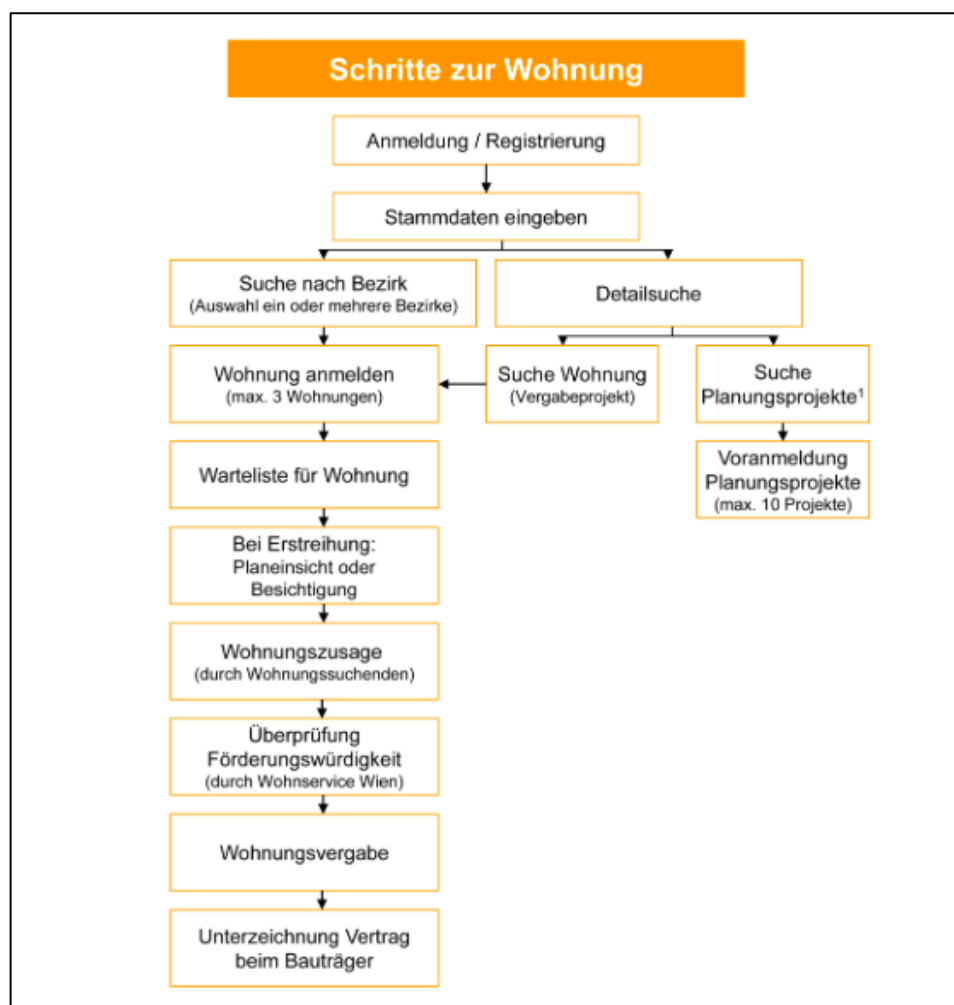 Schritte zur Wohnung
Anmeldung / Registrierung
Stammdaten eingeben
Suche nach Bezirk
(Auswahl ein oder mehrere Bezirke)
Detailsuche
Wohnung anmelden
(max. 3 Wohnungen)
Suche Wohnung
(Vergabeprojekt)
Suche
Planungsprojekte¹
Warteliste für Wohnung
Voranmeldung
Planungsprojekte
(max. 10 Projekte)
Bei Erstreihung:
Planeinsicht oder
Besichtigung
Wohnungszusage
(durch Wohnungssuchenden)
Überprüfung
Förderungswürdigkeit
(durch Wohnservice Wien)
Wohnungsvergabe
Unterzeichnung Vertrag
beim Bauträger